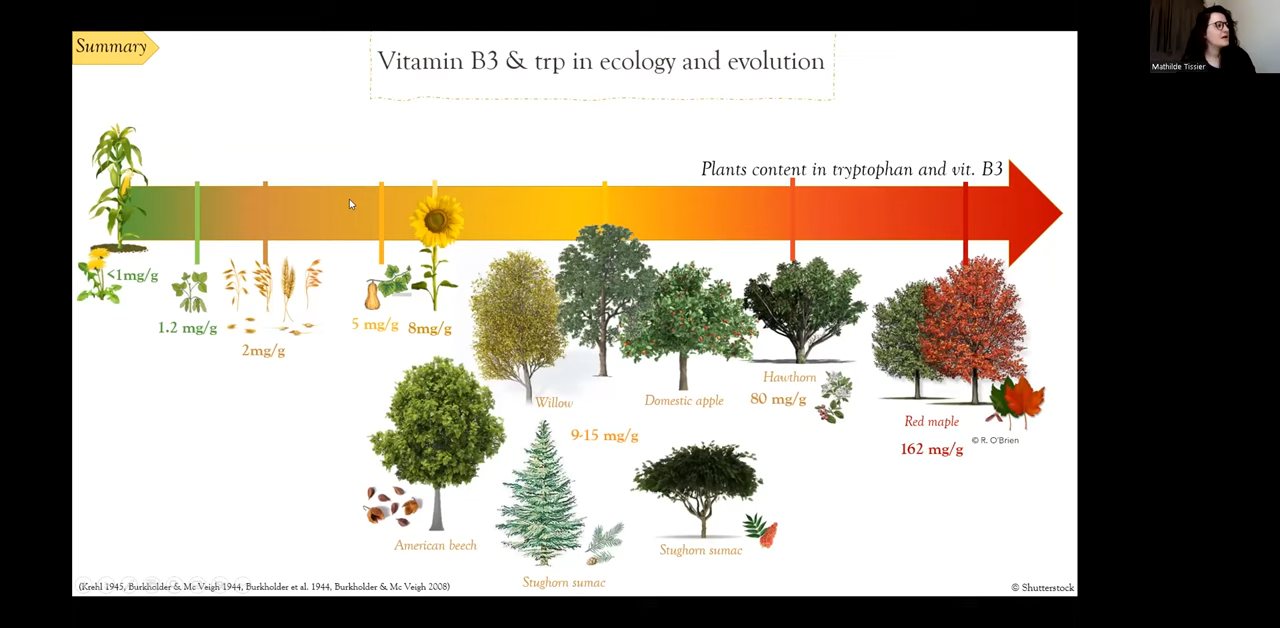 Summary
Vitamin B3 & trp in ecology and evolution
Mathilde Tissier
Plants content in tryptophan and vit. B3
<1mg/g
1.2 mg/g
2mg/g
5 mg/g
8mg/g
Willow
Domestic apple
Hawthorn
80 mg/g
9-15 mg/g
Red maple
© R. O'Brien
162 mg/g
American beech
Stughorn sumac
Stughorn sumac
(Krehl 1945, Burkholder & Mc Veigh 1944, Burkholder et al. 1944, Burkholder & Mc Veigh 2008)
© Shutterstock